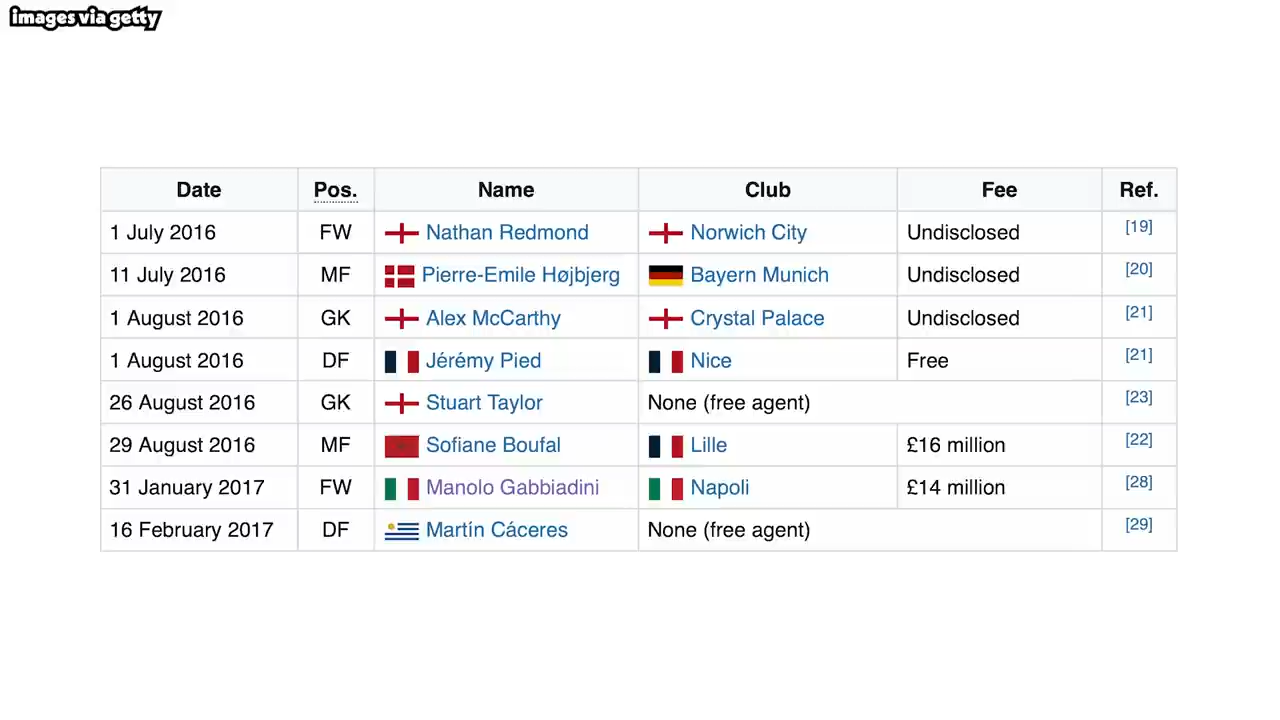 images via getty
Date Pos. Name Club Fee Ref.
1 July 2016 FW Nathan Redmond Norwich City Undisclosed [19]
11 July 2016 MF Pierre-Emile Højbjerg Bayern Munich Undisclosed [20]
1 August 2016 GK Alex McCarthy Crystal Palace Undisclosed [21]
1 August 2016 DF Jérémy Pied Nice Free [21]
26 August 2016 GK Stuart Taylor None (free agent) [23]
29 August 2016 MF Sofiane Boufal Lille £16 million [22]
31 January 2017 FW Manolo Gabbiadini Napoli £14 million [28]
16 February 2017 DF Martín Cáceres None (free agent) [29]